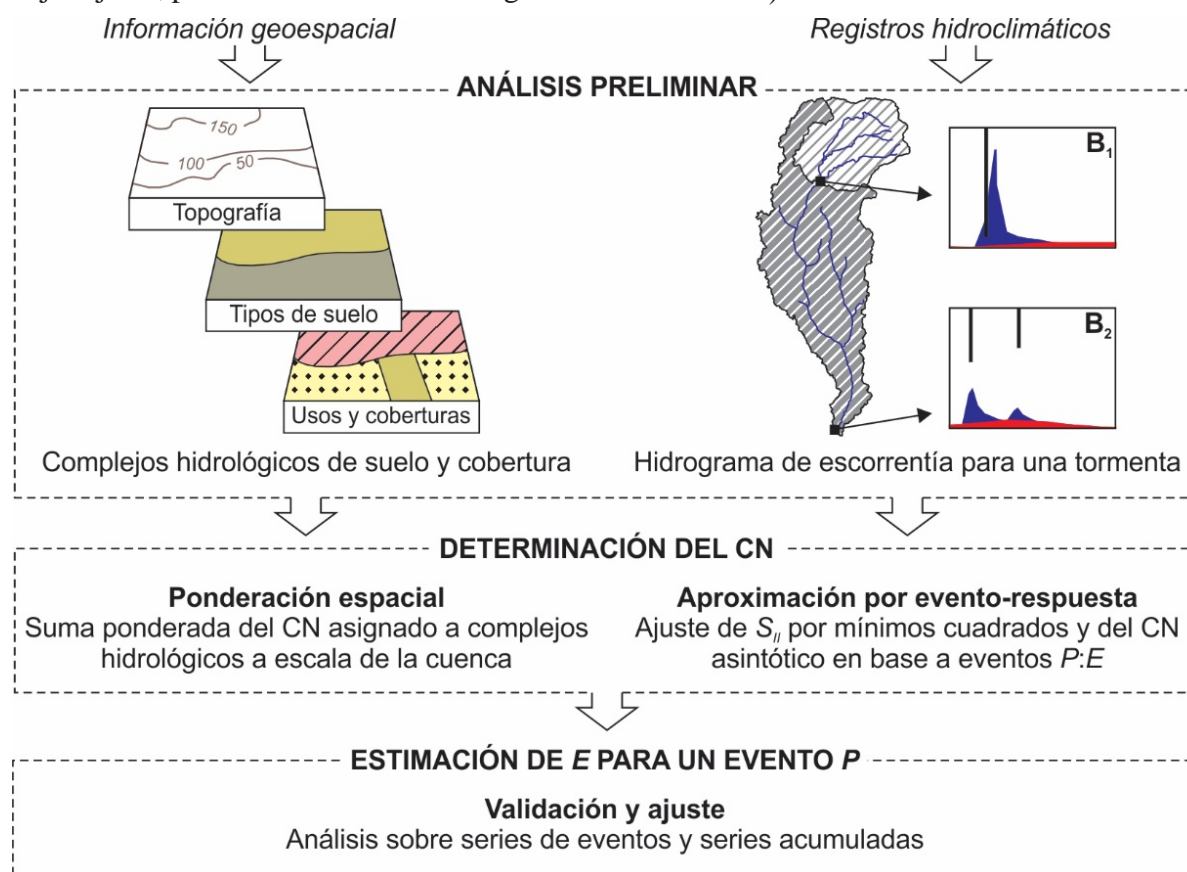 Información geoespacial
Registros hidroclimáticos
ANÁLISIS PRELIMINAR
150
100
50
Topografía
Tipos de suelo
Usos y coberturas
B1
B2
Complejos hidrológicos de suelo y cobertura
Hidrograma de escorrentía para una tormenta
DETERMINACIÓN DEL CN
Ponderación espacial
Suma ponderada del CN asignado a complejos
hidrológicos a escala de la cuenca
Aproximación por evento-respuesta
Ajuste de SII por mínimos cuadrados y del CN
asintótico en base a eventos P:E
ESTIMACIÓN DE E PARA UN EVENTO P
Validación y ajuste
Análisis sobre series de eventos y series acumuladas